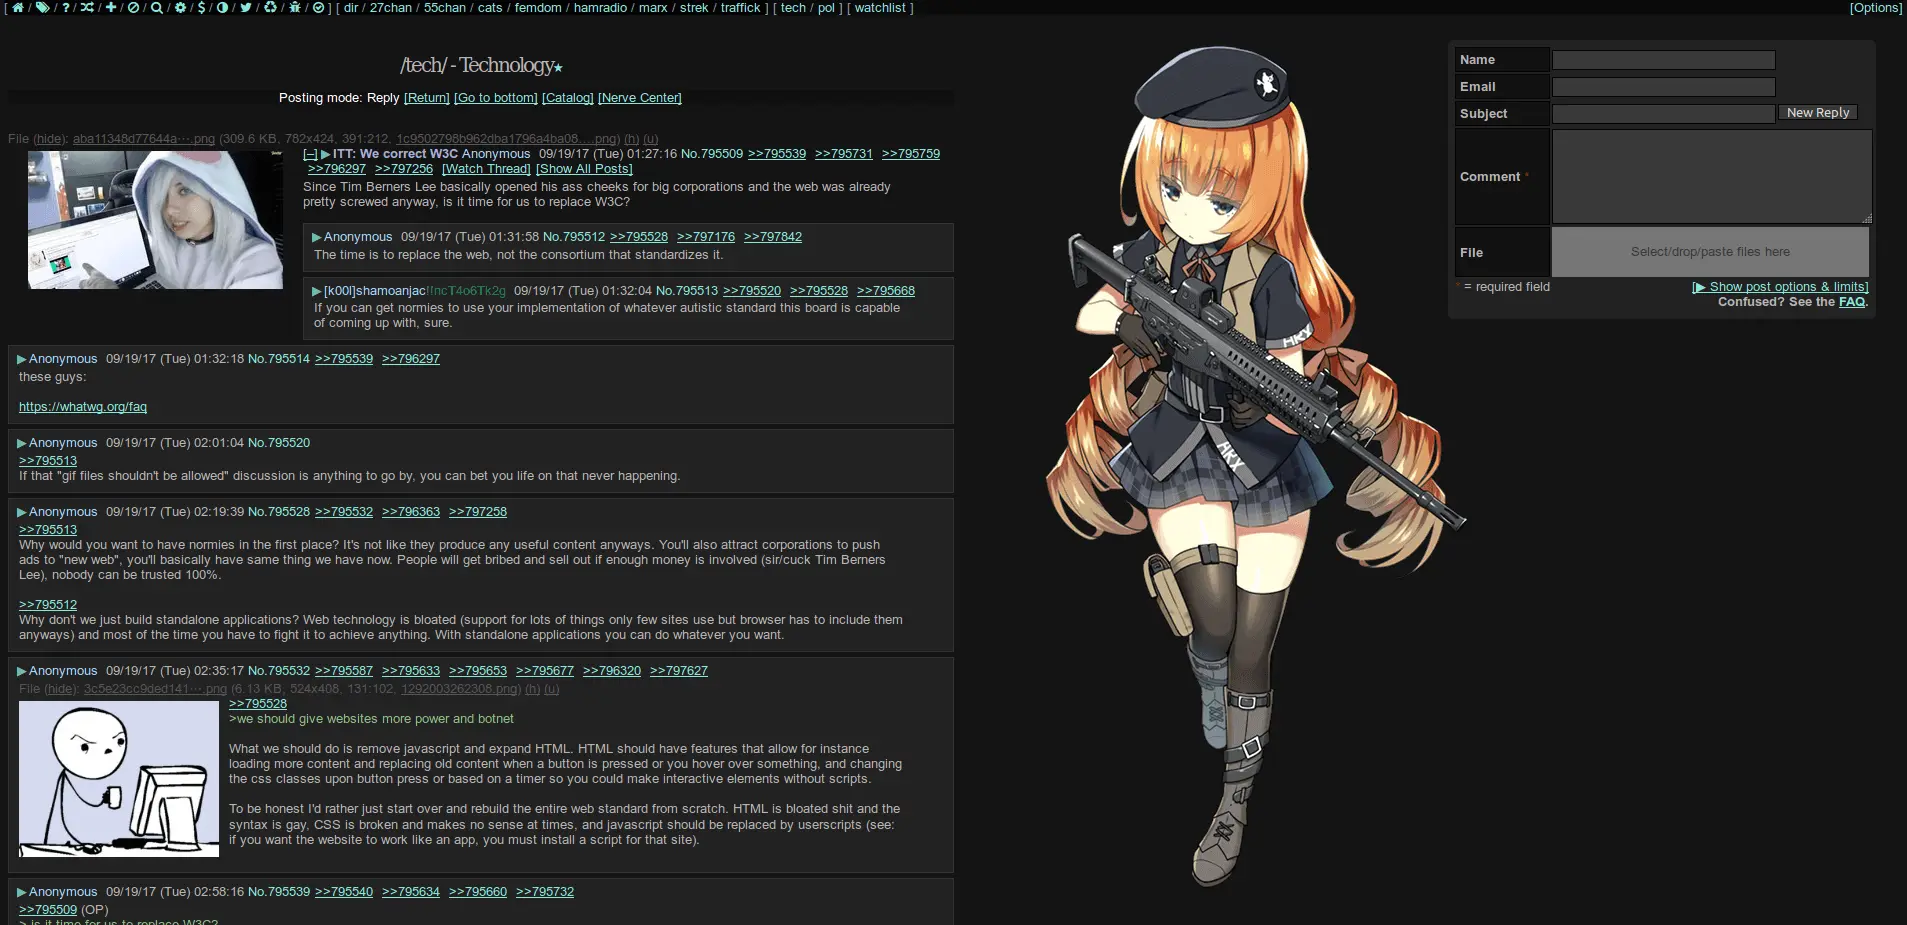 [ / / ? / / / / / / $ / / / / / ] [ dir / 27chan / 55chan / cats / femdom / hamradio / marx / strek / traffick ] [ tech / pol ] [ watchlist ]
[Options]
/tech/ - Technology★
Posting mode: Reply [Return] [Go to bottom] [Catalog] [Nerve Center]
File (hide): aba11348d77644a⋯.png (309.6 KB, 782x424, 391:212, 1c9502798b962dba1796a4ba08….png) (h) (u)
[–] ▶ ITT: We correct W3C Anonymous 09/19/17 (Tue) 01:27:16 No.795509 >>795539 >>795731 >>795759
>>796297 >>797256 [Watch Thread] [Show All Posts]
Since Tim Berners Lee basically opened his ass cheeks for big corporations and the web was already
pretty screwed anyway, is it time for us to replace W3C?
▶ Anonymous 09/19/17 (Tue) 01:31:58 No.795512 >>795528 >>797176 >>797842
The time is to replace the web, not the consortium that standardizes it.
▶ [k00l]shamoanjac!!ncT4o6Tk2g 09/19/17 (Tue) 01:32:04 No.795513 >>795520 >>795528 >>795668
If you can get normies to use your implementation of whatever autistic standard this board is capable
of coming up with, sure.
▶ Anonymous 09/19/17 (Tue) 01:32:18 No.795514 >>795539 >>796297
these guys:
https://whatwg.org/faq
▶ Anonymous 09/19/17 (Tue) 02:01:04 No.795520
>>795513
If that "gif files shouldn't be allowed" discussion is anything to go by, you can bet you life on that never happening.
▶ Anonymous 09/19/17 (Tue) 02:19:39 No.795528 >>795532 >>796363 >>797258
>>795513
Why would you want to have normies in the first place? It's not like they produce any useful content anyways. You'll also attract corporations to push
ads to "new web", you'll basically have same thing we have now. People will get bribed and sell out if enough money is involved (sir/cuck Tim Berners
Lee), nobody can be trusted 100%.
>>795512
Why don't we just build standalone applications? Web technology is bloated (support for lots of things only few sites use but browser has to include them
anyways) and most of the time you have to fight it to achieve anything. With standalone applications you can do whatever you want.
▶ Anonymous 09/19/17 (Tue) 02:35:17 No.795532 >>795587 >>795633 >>795653 >>795677 >>796320 >>797627
File (hide): 3c5e23cc9ded141⋯.png (6.13 KB, 524x408, 131:102, 1292003262308.png) (h) (u)
>>795528
>we should give websites more power and botnet
What we should do is remove javascript and expand HTML. HTML should have features that allow for instance
loading more content and replacing old content when a button is pressed or you hover over something, and changing
the css classes upon button press or based on a timer so you could make interactive elements without scripts.
To be honest I'd rather just start over and rebuild the entire web standard from scratch. HTML is bloated shit and the
syntax is gay, CSS is broken and makes no sense at times, and javascript should be replaced by userscripts (see:
if you want the website to work like an app, you must install a script for that site).
▶ Anonymous 09/19/17 (Tue) 02:58:16 No.795539 >>795540 >>795634 >>795660 >>795732
>>795509 (OP)
> is it time for us to replace W3C?
HKX
HKX
Name
Email
Subject
New Reply
Comment *
File
Select/drop/paste files here
* = required field
[▶ Show post options & limits]
Confused? See the FAQ.